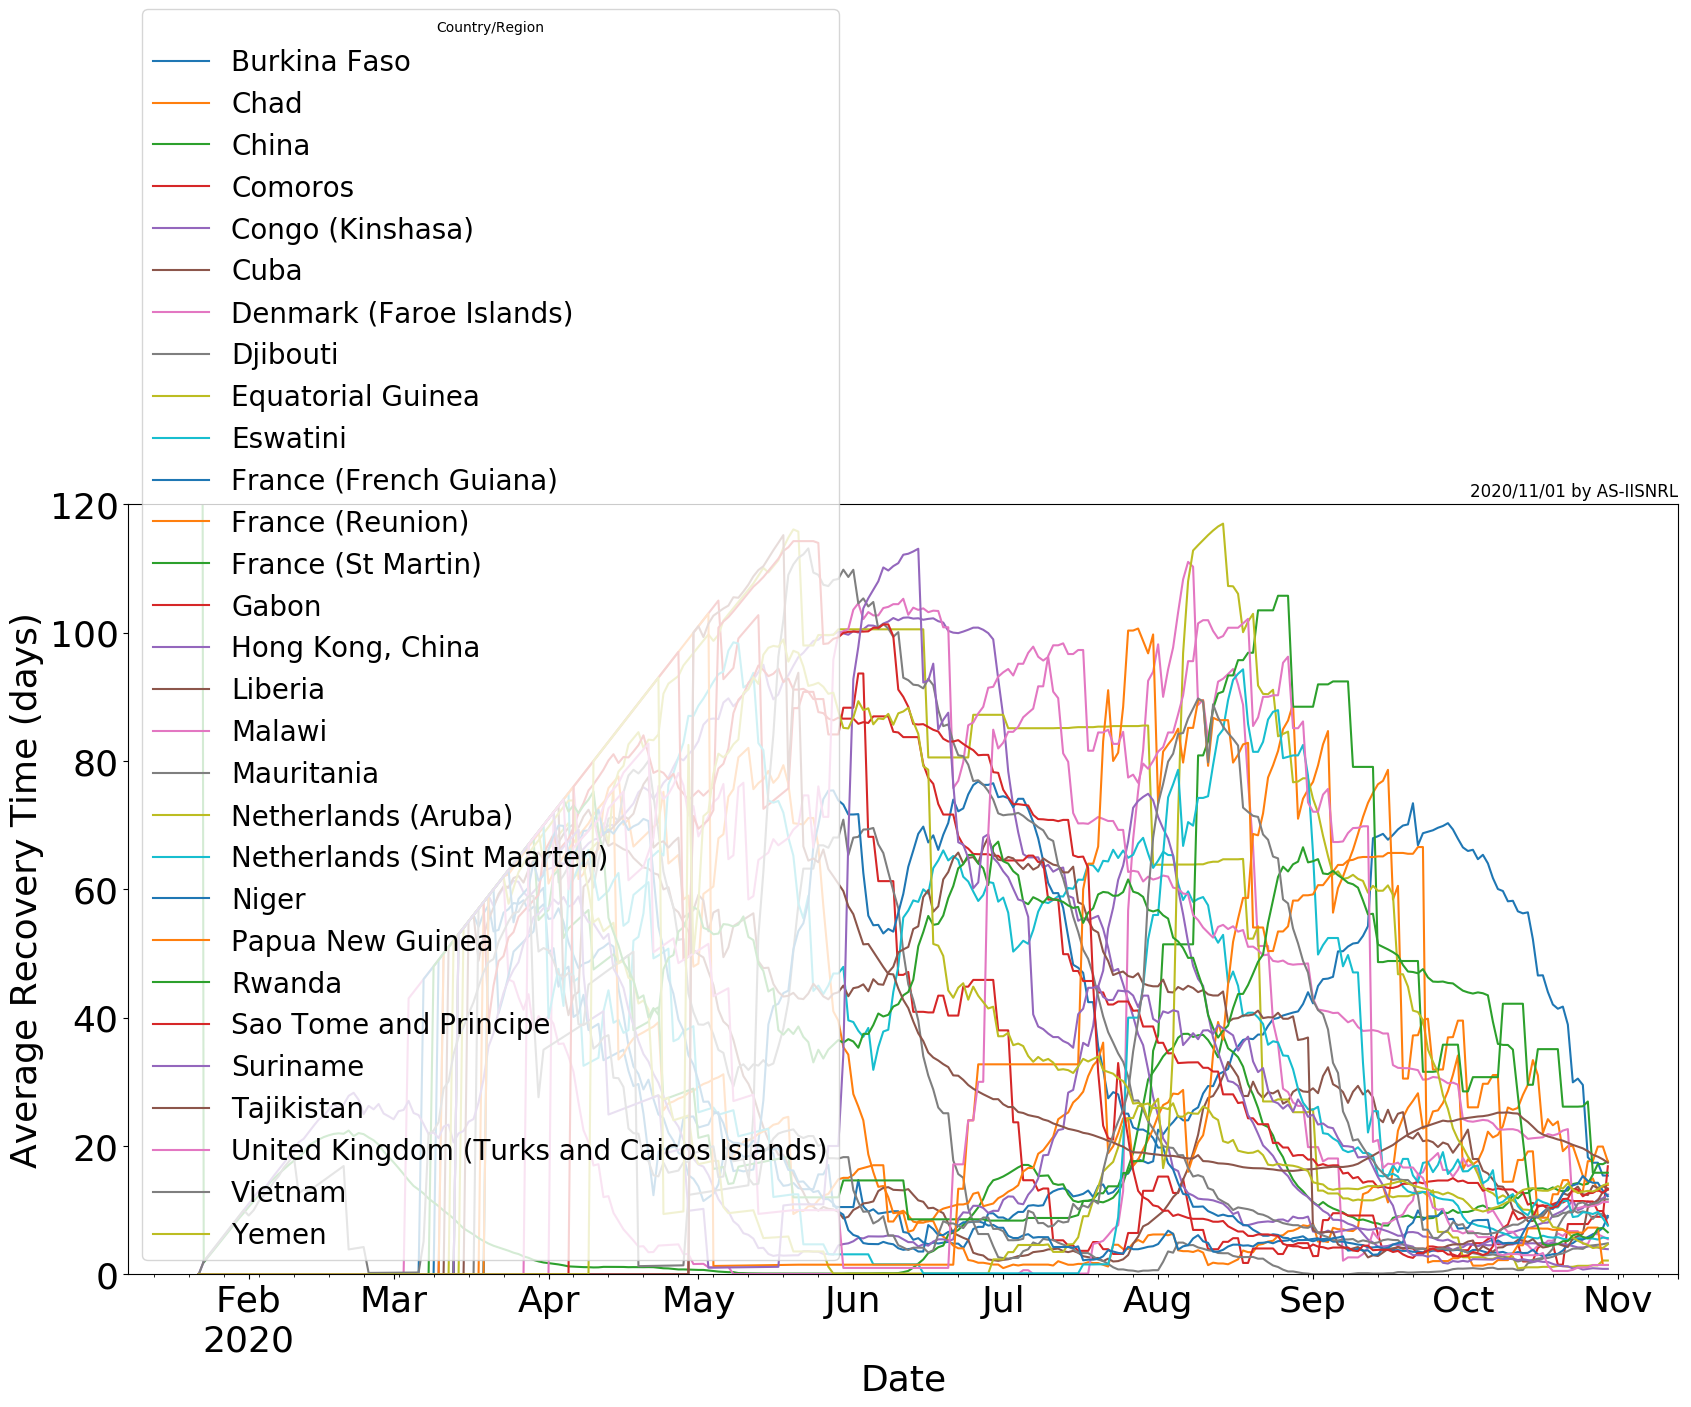 Country/Region
Burkina Faso
Chad
China
Comoros
Congo (Kinshasa)
Cuba
Denmark (Faroe Islands)
Djibouti
Equatorial Guinea
Eswatini
France (French Guiana)
France (Reunion)
France (St Martin)
Gabon
Hong Kong, China
Liberia
Malawi
Mauritania
Netherlands (Aruba)
Netherlands (Sint Maarten)
Niger
Papua New Guinea
Rwanda
Sao Tome and Principe
Suriname
Tajikistan
United Kingdom (Turks and Caicos Islands)
Vietnam
Yemen
2020/11/01 by AS-IISNRL
Average Recovery Time (days)
120
100
80
60
40
20
0
Feb Mar Apr May Jun Jul Aug Sep Oct Nov
2020
Date